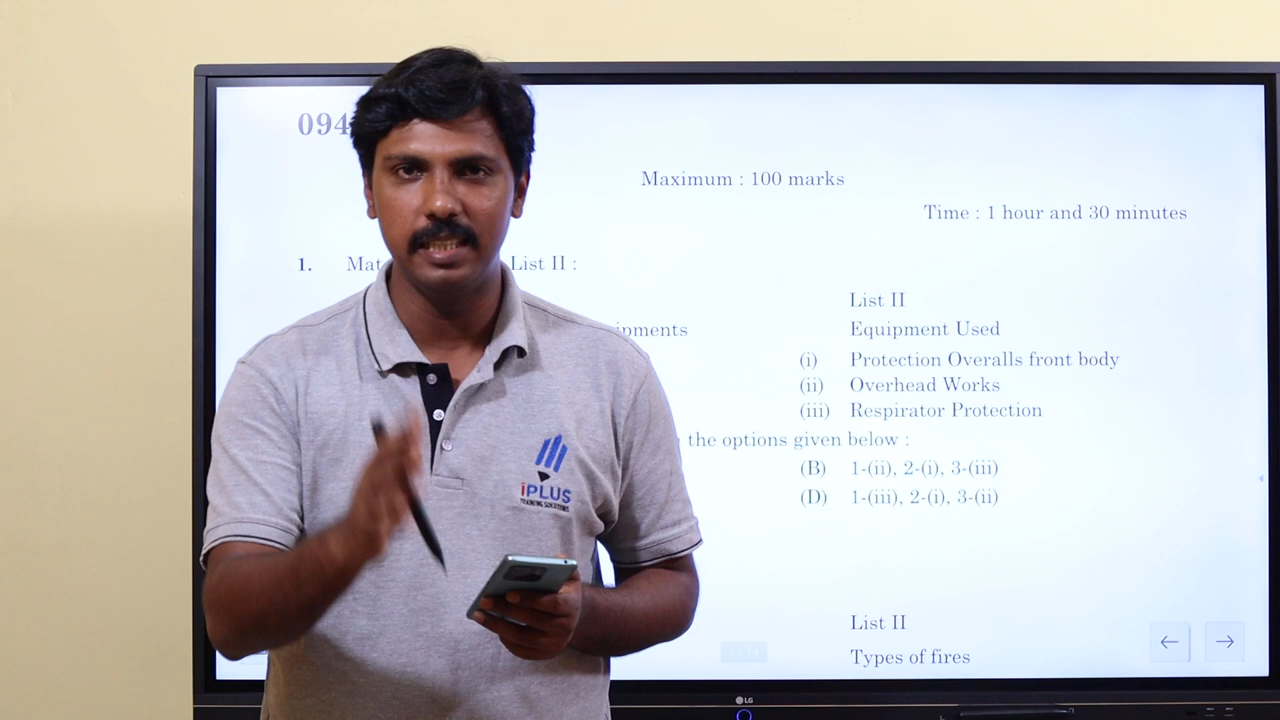 094
Maximum : 100 marks
Time : 1 hour and 30 minutes
1. List II :
List II
Equipment Used
(i) Protection Overalls front body
(ii) Overhead Works
(iii) Respirator Protection
the options given below :
(B) 1-(ii), 2-(i), 3-(iii)
(D) 1-(iii), 2-(i), 3-(ii)
List II
Types of fires
iPLUS
TRAINING SOLUTIONS
LG